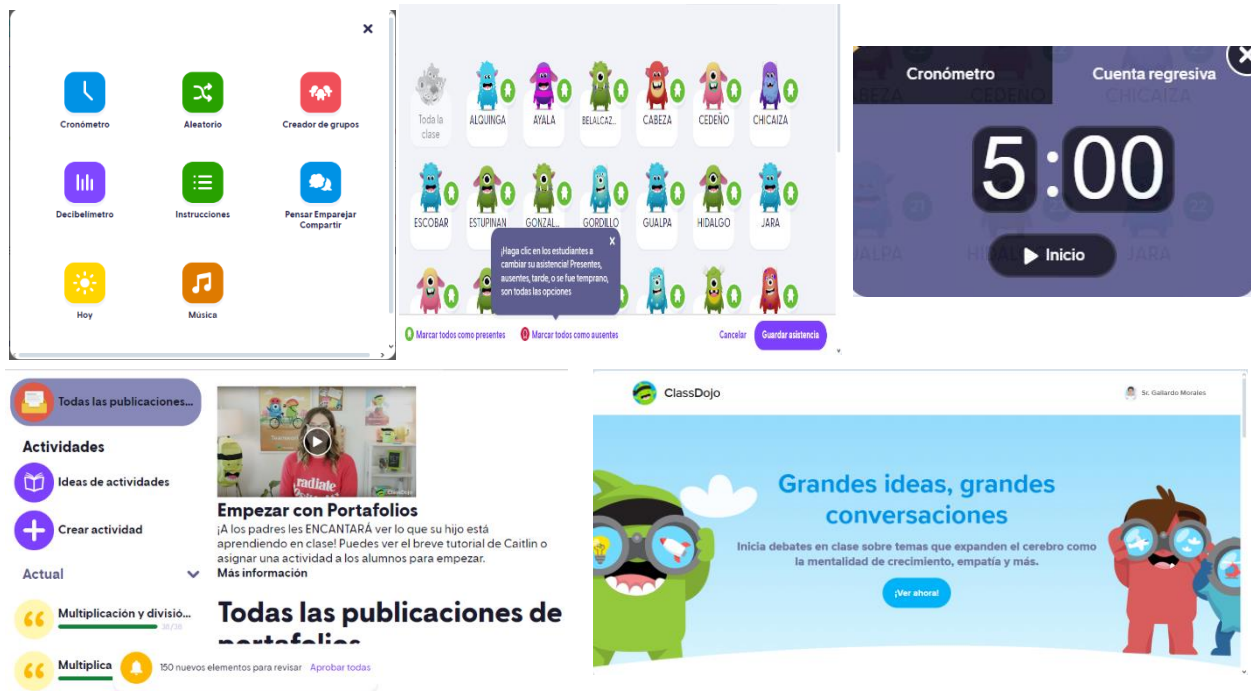 Cronómetro
Aleatorio
Creador de grupos
Decibelímetro
Instrucciones
Pensar Emparejar
Compartir
Hoy
Música
Toda la
clase
ALQUINGA
AYALA
BELALCAZ...
CABEZA
CEDEÑO
CHICAIZA
ESCOBAR
ESTUPINAN
GONZAL...
GORDILLO
GUALPA
HIDALGO
JARA
¡Haga clic en los estudiantes a
cambiar su asistencia! Presentes,
ausentes, tarde, o se fue temprano,
son todas las opciones
Marcar todos como presentes
Marcar todos como ausentes
Cancelar
Guardar asistencia
Cronómetro
Cuenta regresiva
CEDEÑO
CHICAIZA
5:00
Inicio
JARA
Todas las publicaciones...
Actividades
Ideas de actividades
Crear actividad
Actual
Multiplicación y divisió...
Multiplica
radiate
Empezar con Portafolios
¡A los padres les ENCANTARÁ ver lo que su hijo está
aprendiendo en clase! Puedes ver el breve tutorial de Caitlin o
asignar una actividad a los alumnos para empezar.
Más información
Todas las publicaciones de
portafolios
150 nuevos elementos para revisar Aprobar todas
ClassDojo
Sr. Gallardo Morales
Grandes ideas, grandes
conversaciones
Inicia debates en clase sobre temas que expanden el cerebro como
la mentalidad de crecimiento, empatía y más.
¡Ver ahora!